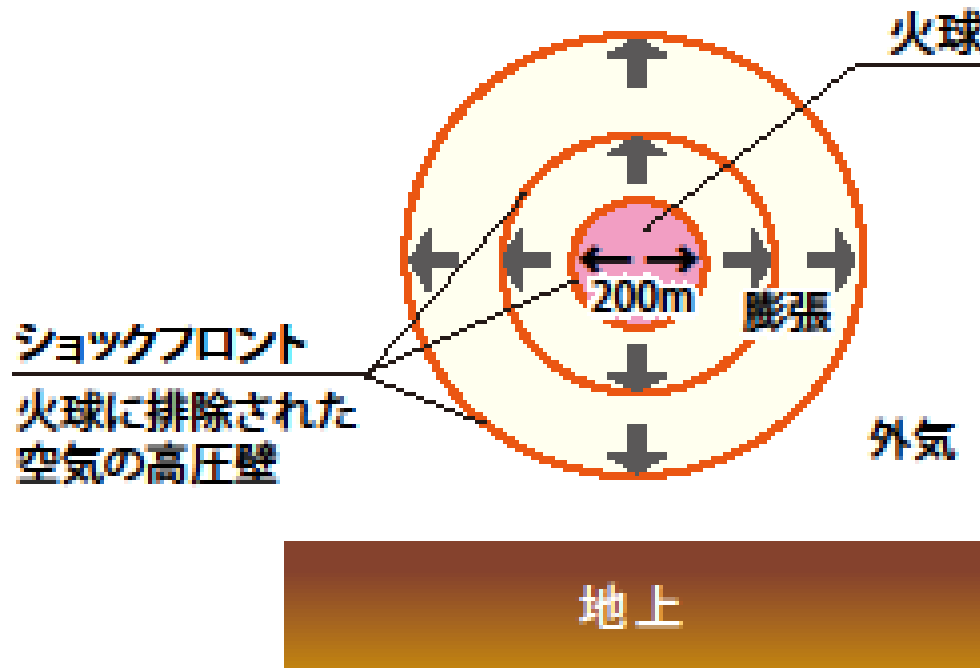 火球
200m
膨張
ショックフロント
火球に排除された
空気の高圧壁
外気
地上